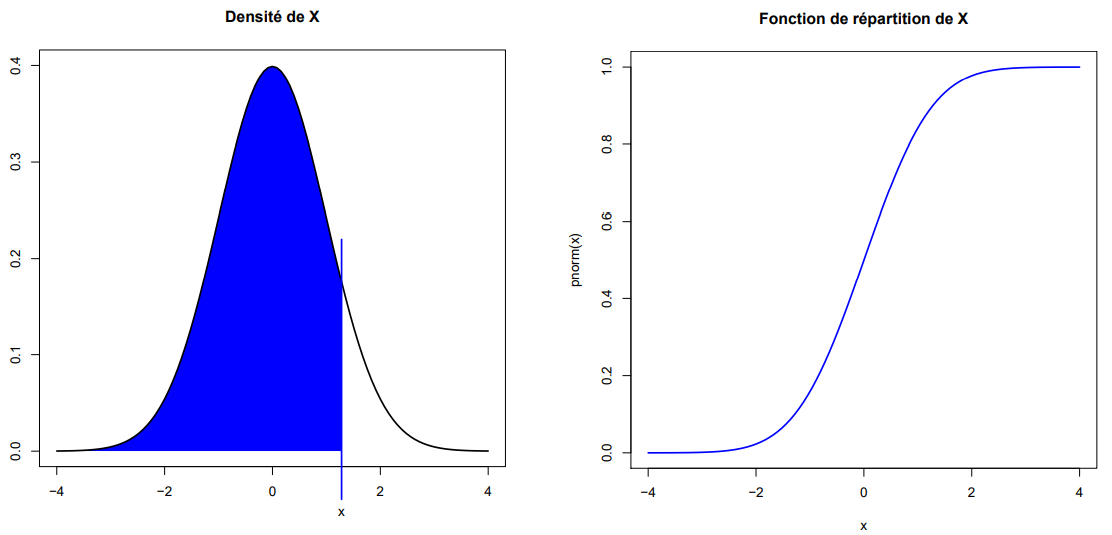 Densité de X
0.4
0.3
0.2
0.1
0.0
−4 −2 0 2 4
x
Fonction de répartition de X
pnorm(x)
1.0
0.8
0.6
0.4
0.2
0.0
−4 −2 0 2 4
x